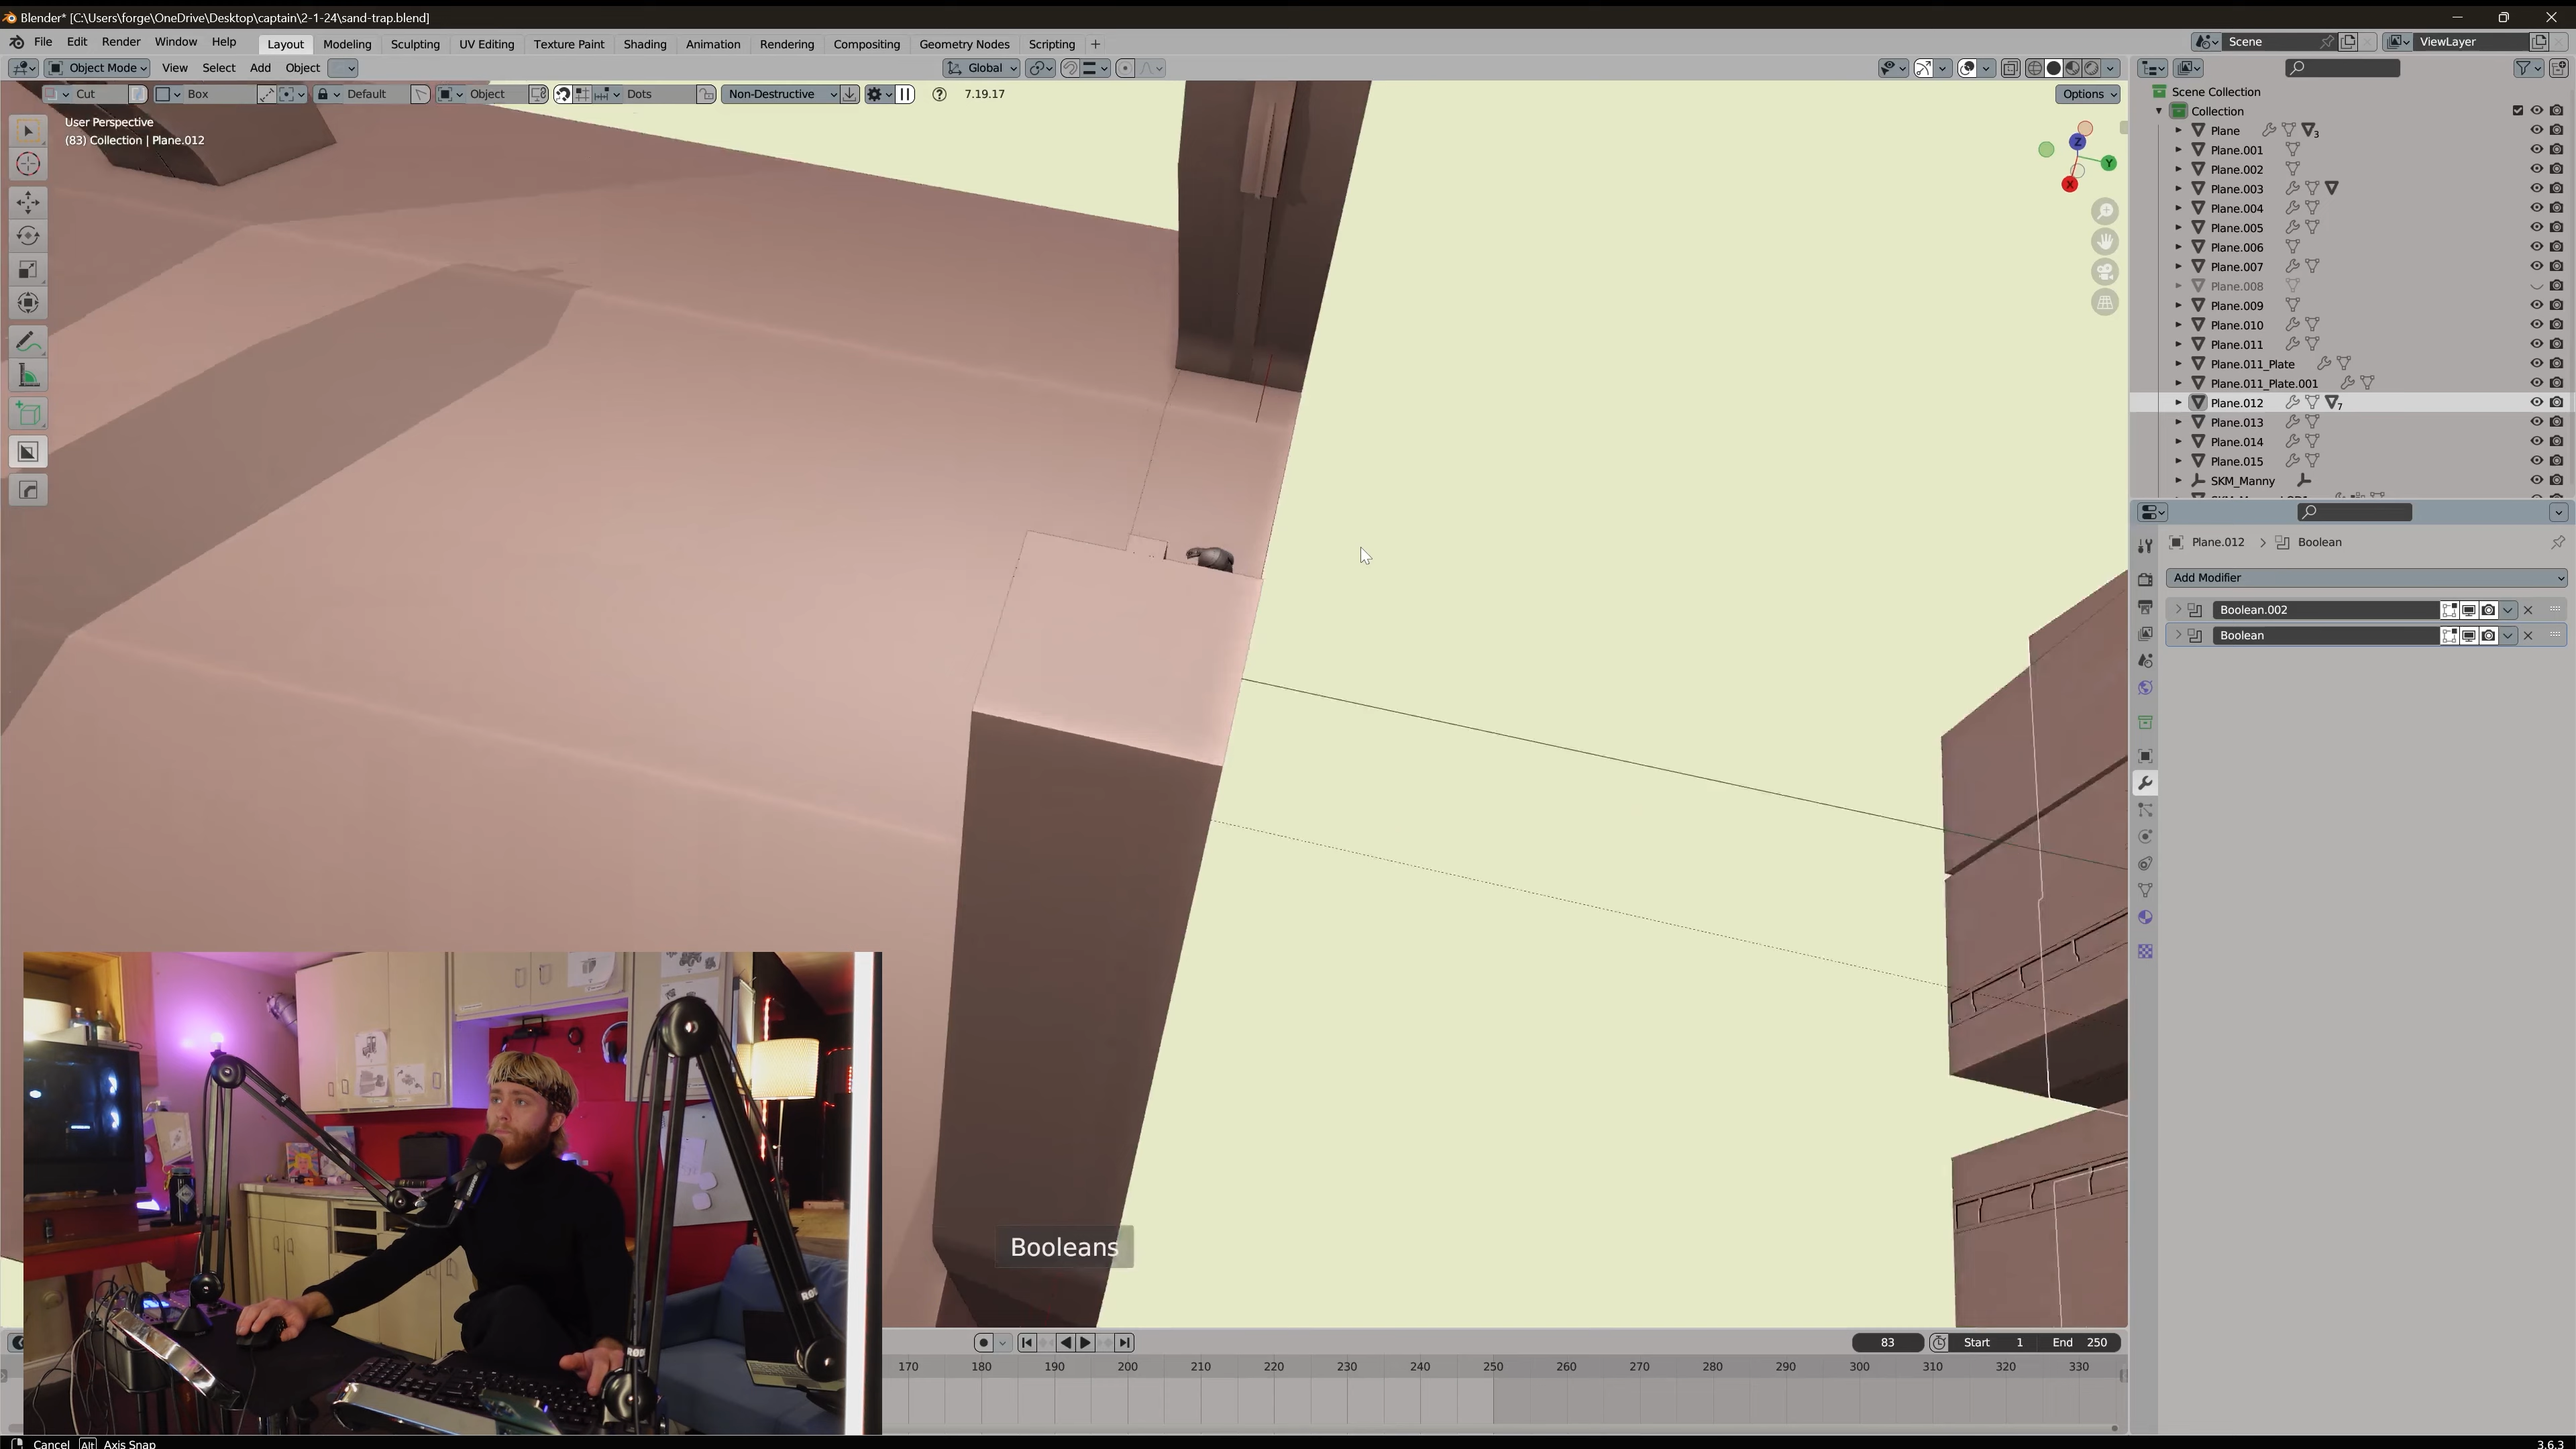 Blender* [C:\Users\forge\OneDrive\Desktop\captain\2-1-24\sand-trap.blend]
File Edit Render Window Help Layout Modeling Sculpting UV Editing Texture Paint Shading Animation Rendering Compositing Geometry Nodes Scripting + Scene ViewLayer
Object Mode View Select Add Object Global
Cut Box Default Object Dots Non-Destructive 7.19.17 Options
User Perspective
(83) Collection | Plane.012
Z
Y
X
Scene Collection
Collection
Plane 3
Plane.001
Plane.002
Plane.003
Plane.004
Plane.005
Plane.006
Plane.007
Plane.008
Plane.009
Plane.010
Plane.011
Plane.011_Plate
Plane.011_Plate.001
Plane.012 7
Plane.013
Plane.014
Plane.015
SKM_Manny
Plane.012 > Boolean
Add Modifier
Boolean.002
Boolean
Booleans
83 Start 1 End 250
170 180 190 200 210 220 230 240 250 260 270 280 290 300 310 320 330
Cancel Alt Axis Snap
3.6.3